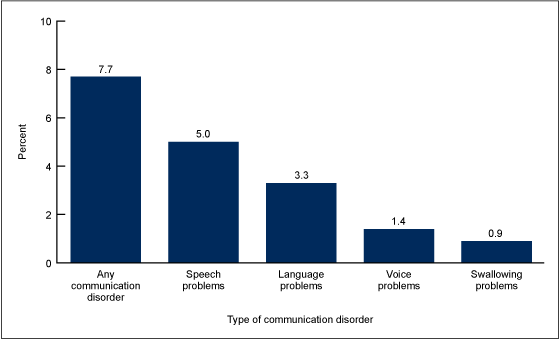 10
8
6
4
2
0
Percent
7.7
5.0
3.3
1.4
0.9
Any
communication
disorder
Speech
problems
Language
problems
Voice
problems
Swallowing
problems
Type of communication disorder